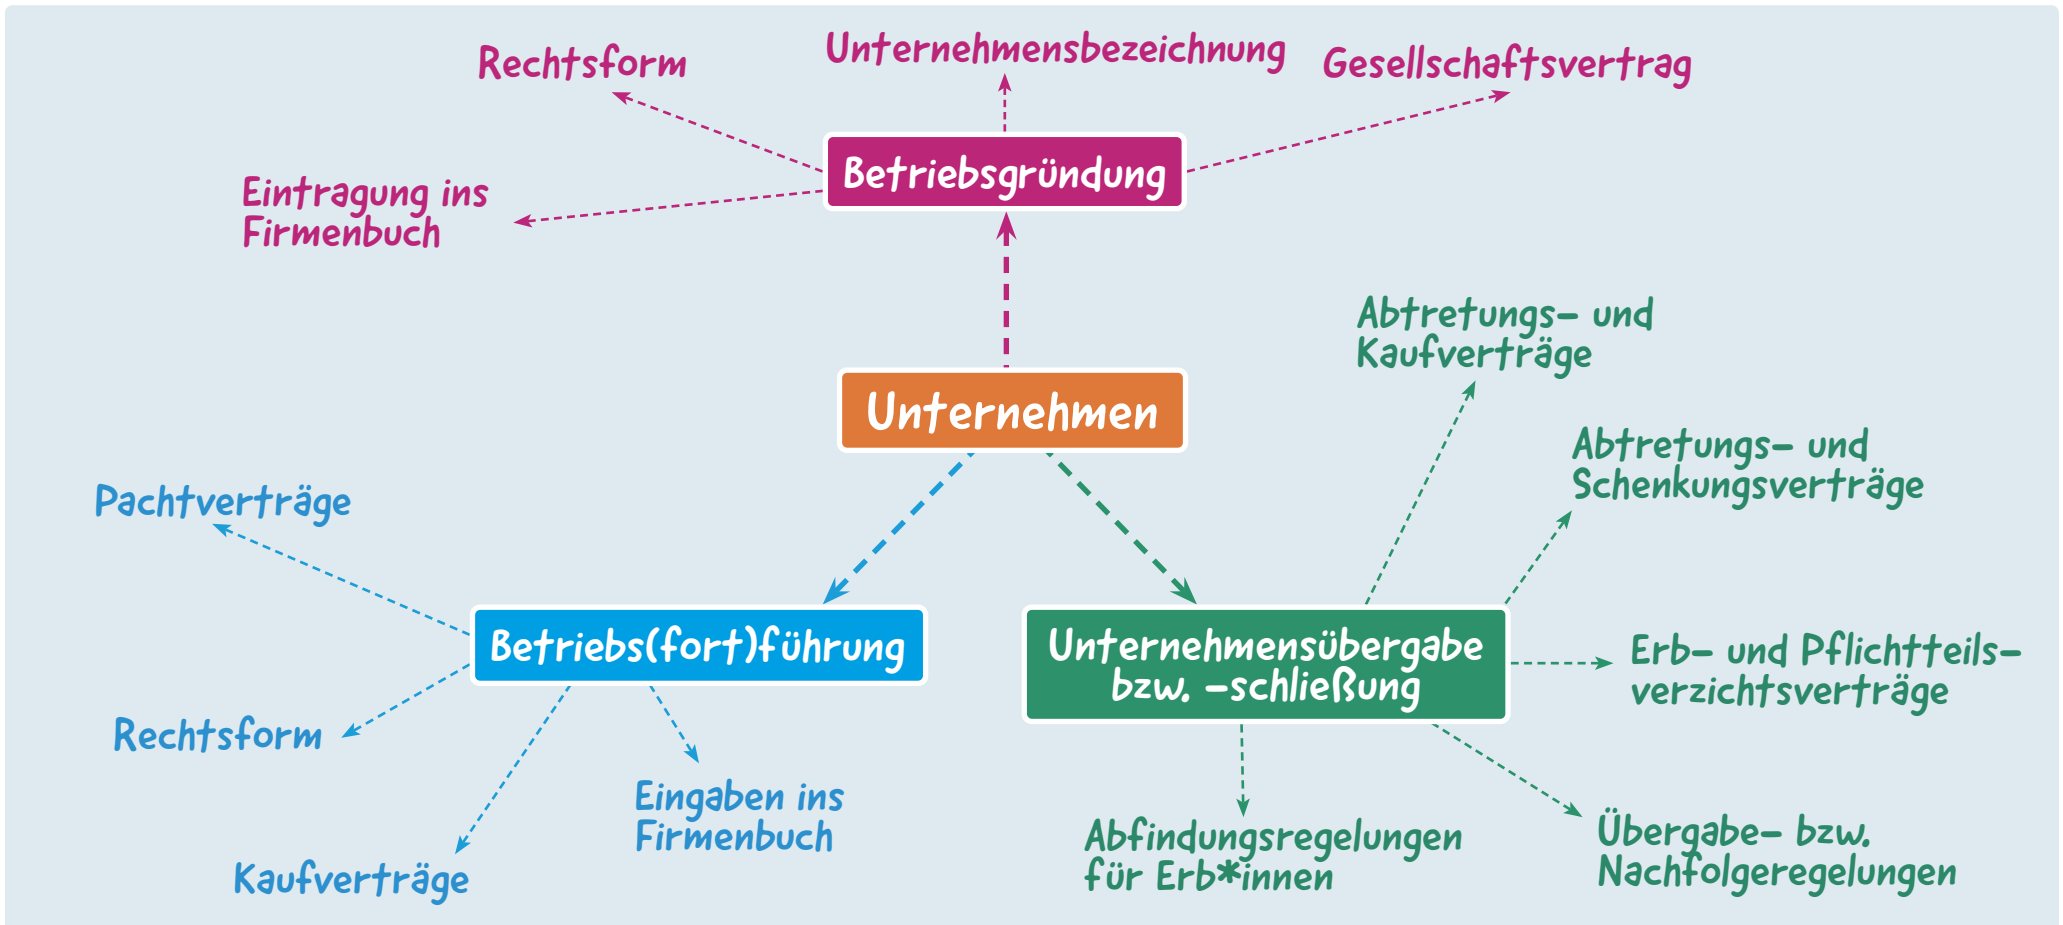 Rechtsform
Unternehmensbezeichnung
Gesellschaftsvertrag
Betriebsgründung
Eintragung ins
Firmenbuch
Unternehmen
Abtretungs- und
Kaufverträge
Abtretungs- und
Schenkungsverträge
Pachtverträge
Betriebs(fort)führung
Unternehmensübergabe
bzw. -schließung
Erb- und Pflichtteils-
verzichtsverträge
Rechtsform
Eingaben ins
Firmenbuch
Kaufverträge
Abfindungsregelungen
für Erb*innen
Übergabe- bzw.
Nachfolgeregelungen